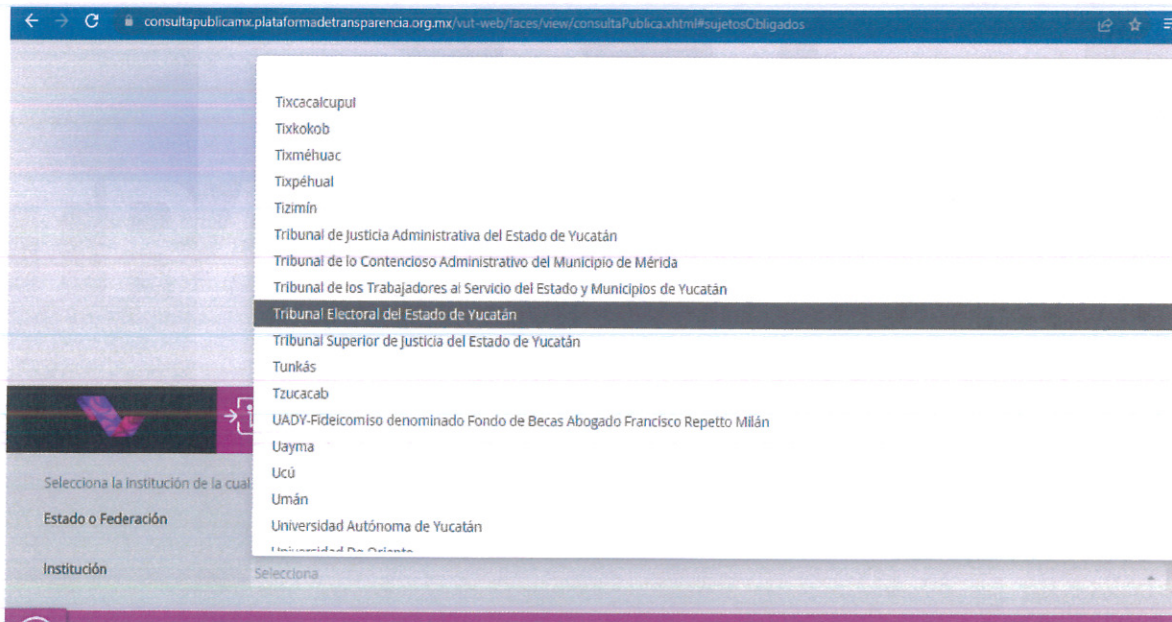 consultapublicamx.plataformadetransparencia.org.mx/vut-web/faces/view/consultaPublica.xhtml#sujetosObligados
Tixcacalcupul
Tixkokob
Tixméhuac
Tixpéhual
Tizimín
Tribunal de Justicia Administrativa del Estado de Yucatán
Tribunal de lo Contencioso Administrativo del Municipio de Mérida
Tribunal de los Trabajadores al Servicio del Estado y Municipios de Yucatán
Tribunal Electoral del Estado de Yucatán
Tribunal Superior de Justicia del Estado de Yucatán
Tunkás
Tzucacab
UADY-Fideicomiso denominado Fondo de Becas Abogado Francisco Repetto Milán
Uayma
Ucú
Umán
Universidad Autónoma de Yucatán
Universidad De Oriente
Selecciona la institución de la cual
Estado o Federación
Institución
Selecciona